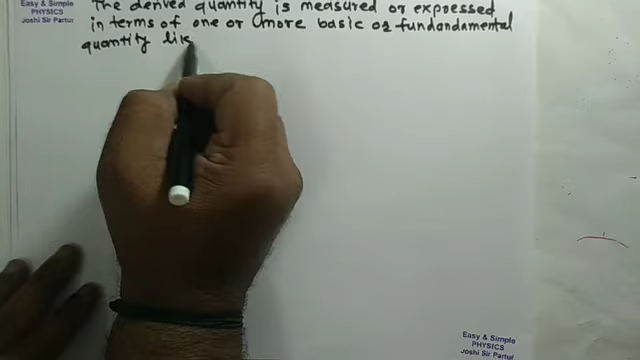 Easy & Simple
PHYSICS
Joshi Sir Partur
The derived quantity is measured or expressed
in terms of one or more basic or fundandamental
quantity lik
Easy & Simple
PHYSICS
Joshi Sir Partur